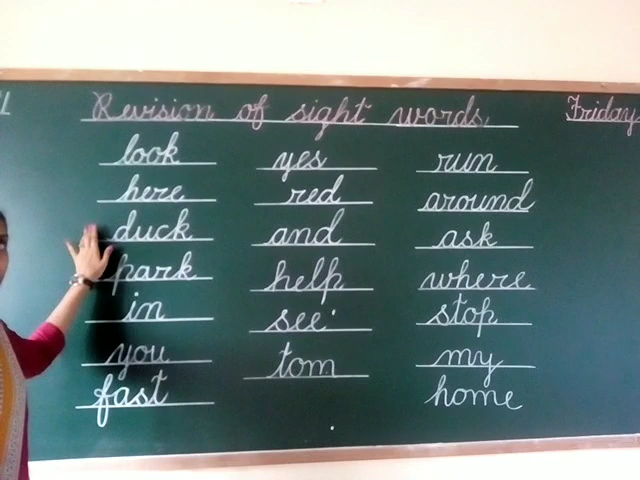 Revision of sight words Friday
look yes run
here red around
duck and ask
park help where
in see stop
you tom my
fast home